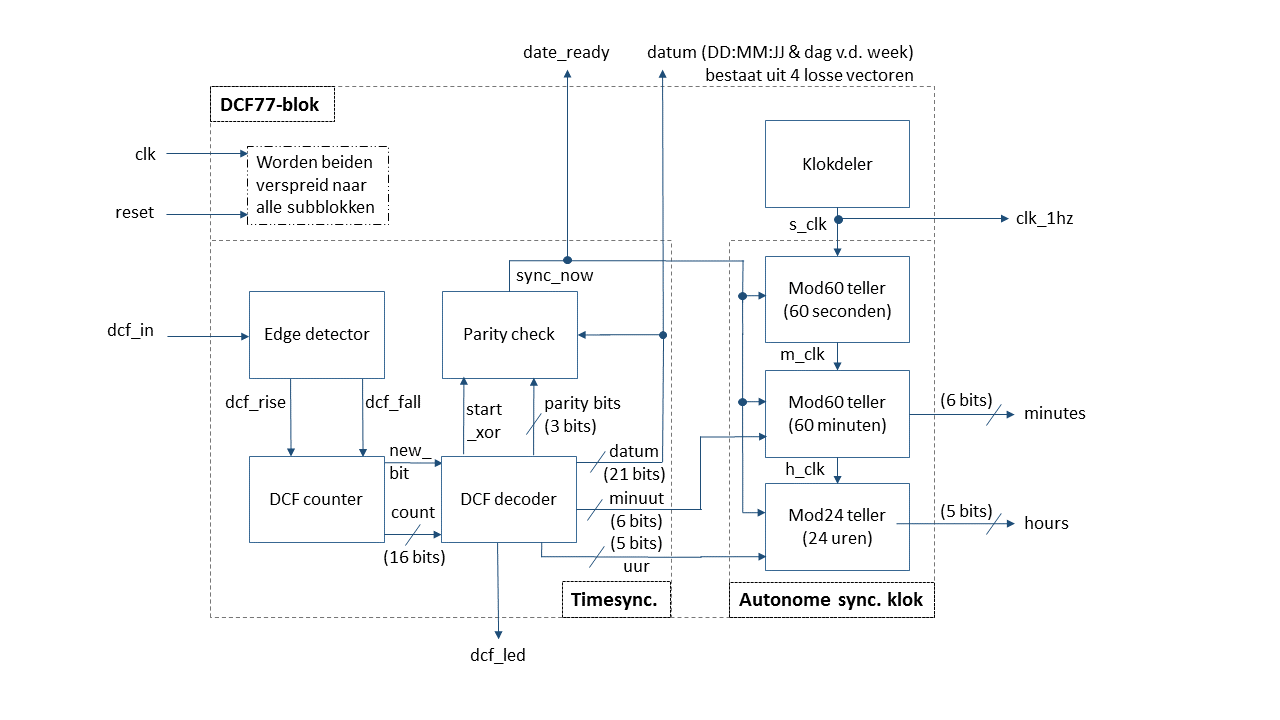 date_ready
datum (DD:MM:JJ & dag v.d. week)
bestaat uit 4 losse vectoren
DCF77-blok
clk
reset
Worden beiden
verspreid naar
alle subblokken
Klokdeler
s_clk
clk_1hz
sync_now
dcf_in
Edge detector
Parity check
Mod60 teller
(60 seconden)
m_clk
dcf_rise
dcf_fall
start
_xor
parity bits
(3 bits)
Mod60 teller
(60 minuten)
(6 bits)
minutes
new_
bit
datum
(21 bits)
h_clk
DCF counter
count
(16 bits)
DCF decoder
minuut
(6 bits)
(5 bits)
uur
Mod24 teller
(24 uren)
(5 bits)
hours
Timesync.
Autonome sync. klok
dcf_led